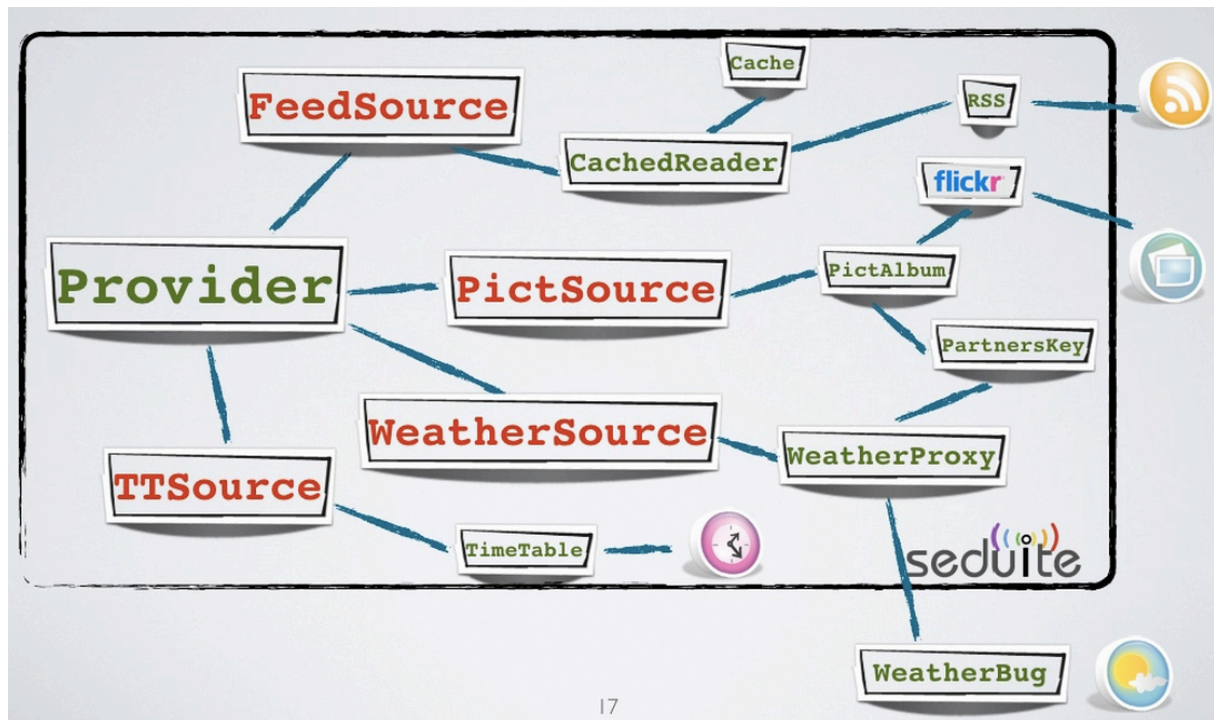 Cache
FeedSource
RSS
CachedReader
flickr
Provider
PictSource
PictAlbum
PartnersKey
WeatherSource
WeatherProxy
TTSource
TimeTable
seduite
WeatherBug
17